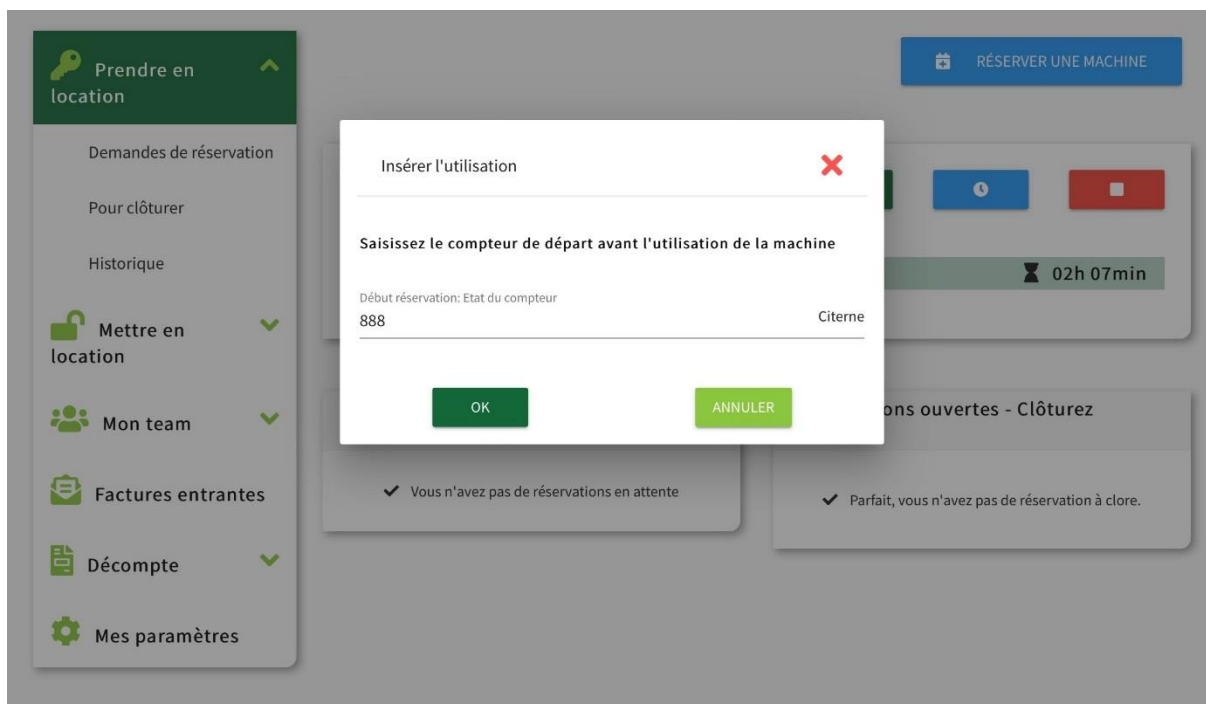 Prendre en
location
Demandes de réservation
Pour clôturer
Historique
Mettre en
location
Mon team
Factures entrantes
Décompte
Mes paramètres
RÉSERVER UNE MACHINE
02h 07min
Insérer l'utilisation
Saisissez le compteur de départ avant l'utilisation de la machine
Début réservation: Etat du compteur
888 Citerne
OK ANNULER
ons ouvertes - Clôturez
Vous n'avez pas de réservations en attente
Parfait, vous n'avez pas de réservation à clore.